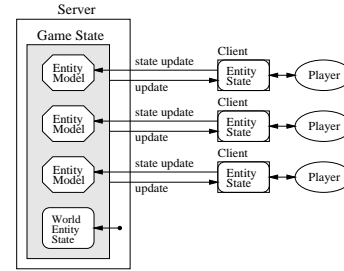 Server
Game State
Entity
Model
state update
update
Client
Entity
State
Player
Entity
Model
state update
update
Client
Entity
State
Player
Entity
Model
state update
update
Client
Entity
State
Player
World
Entity
State